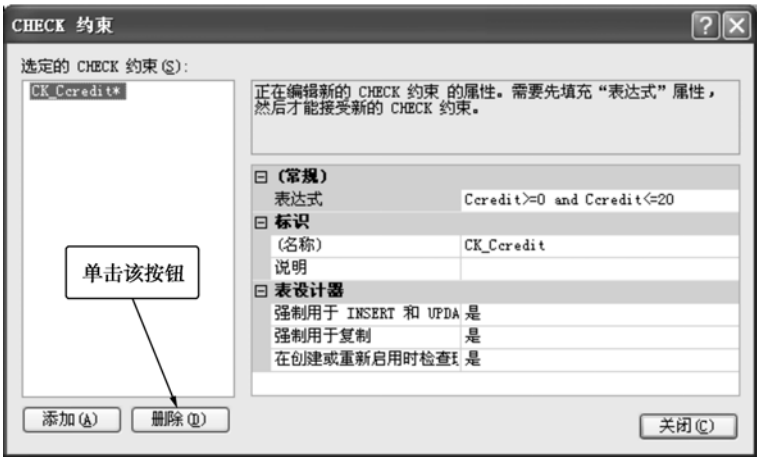 CHECK 约束
选定的 CHECK 约束(S):
CK_Ccredit*
正在编辑新的 CHECK 约束 的属性。需要先填充“表达式”属性，
然后才能接受新的 CHECK 约束。
(常规)
表达式 Ccredit>=0 and Ccredit<=20
标识
(名称) CK_Ccredit
说明
表设计器
强制用于 INSERT 和 UPDA 是
强制用于复制 是
在创建或重新启用时检查 是
单击该按钮
添加(A) 删除(D)
关闭(C)